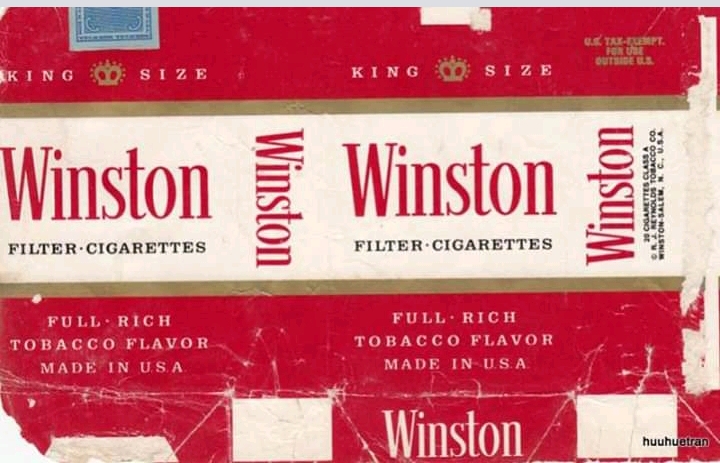 U.S. TAX-EXEMPT.
FOR USE
OUTSIDE U.S.
KING SIZE
KING SIZE
Winston
FILTER·CIGARETTES
Winston
Winston
FILTER·CIGARETTES
Winston
20 CIGARETTES CLASS A
© R. J. REYNOLDS TOBACCO CO.
WINSTON-SALEM, N. C., U.S.A.
FULL·RICH
TOBACCO FLAVOR
MADE IN U.S.A.
FULL·RICH
TOBACCO FLAVOR
MADE IN U.S.A.
Winston
huuhuetran